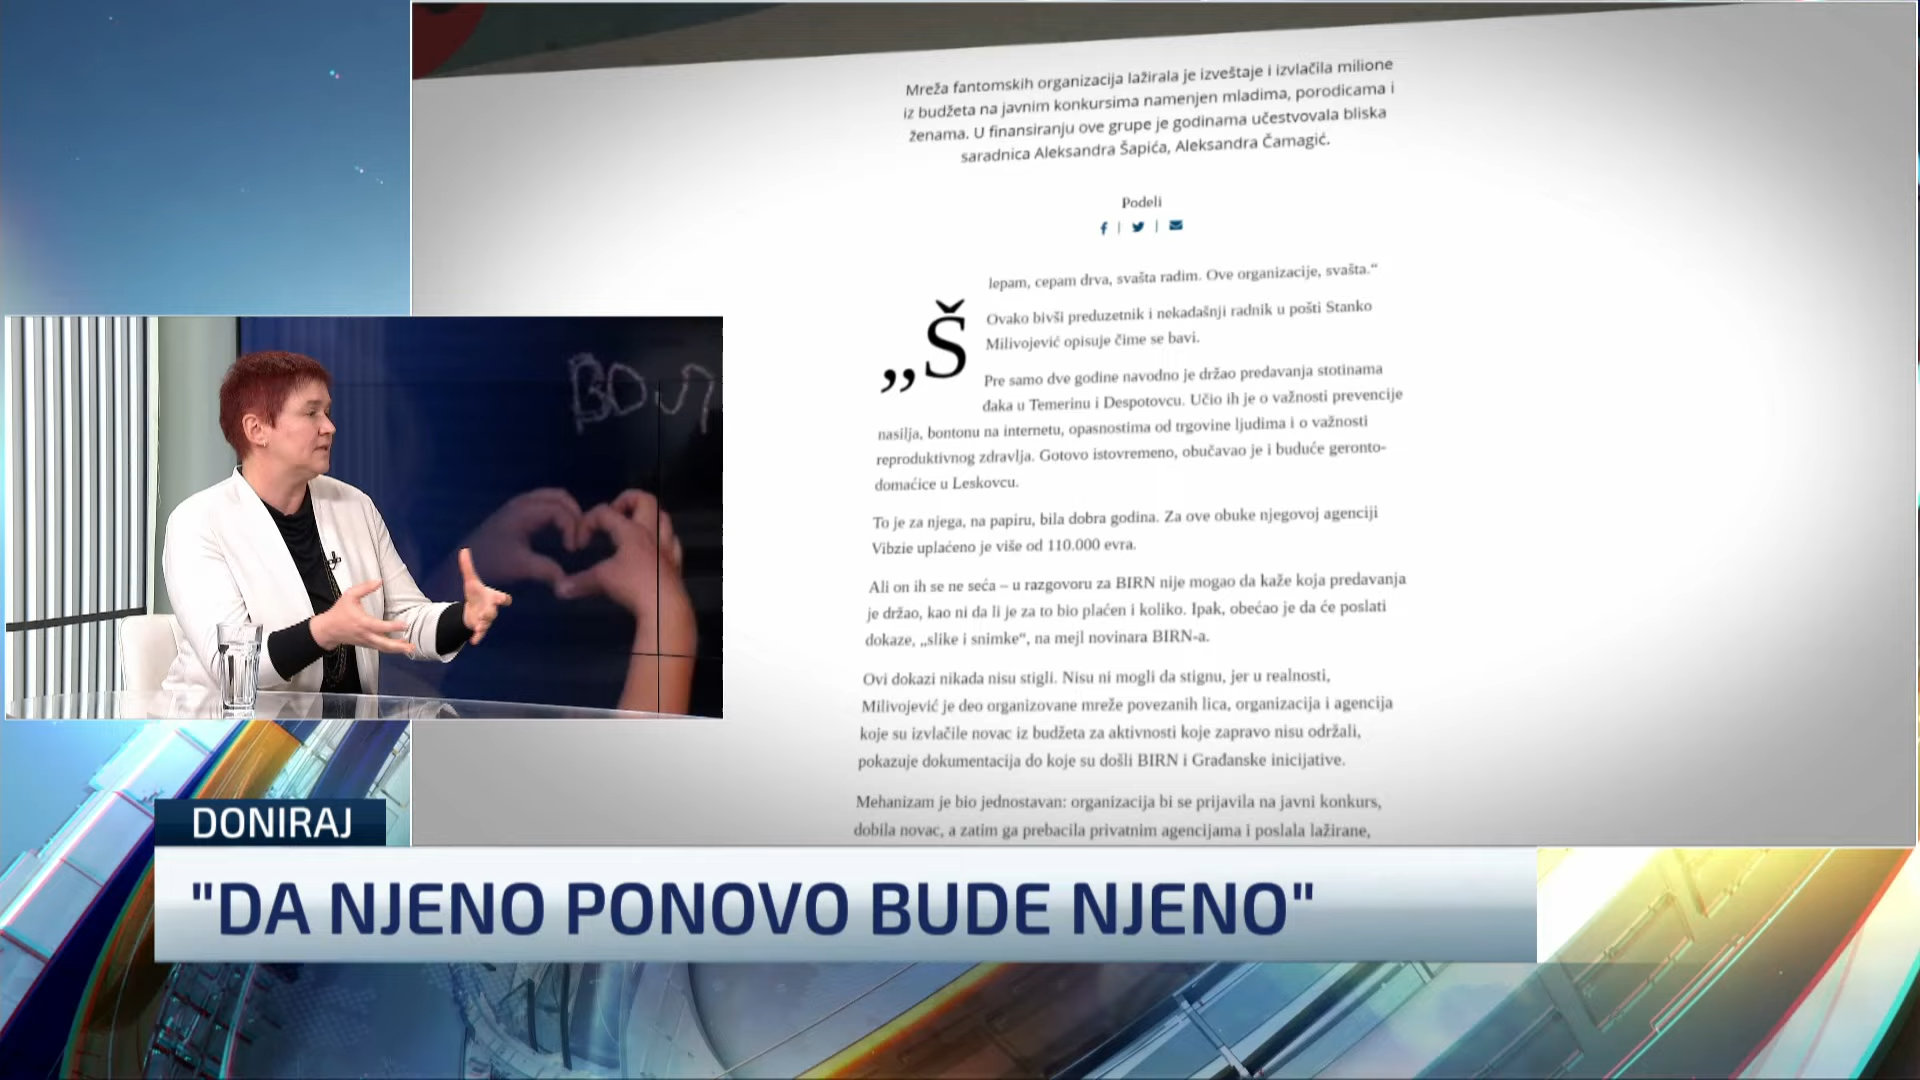 Mreža fantomskih organizacija lažirala je izveštaje i izvlačila milione
iz budžeta na javnim konkursima namenjen mladima, porodicama i
ženama. U finansiranju ove grupe je godinama učestvovala bliska
saradnica Aleksandra Šapića, Aleksandra Čamagić.
Podeli
„Š
lepam, cepam drva, svašta radim. Ove organizacije, svašta.“
Ovako bivši preduzetnik i nekadašnji radnik u pošti Stanko
Milivojević opisuje čime se bavi.
Pre samo dve godine navodno je držao predavanja stotinama
đaka u Temerinu i Despotovcu. Učio ih je o važnosti prevencije
nasilja, bontonu na internetu, opasnostima od trgovine ljudima i o važnosti
reproduktivnog zdravlja. Gotovo istovremeno, obučavao je i buduće geronto-
domaćice u Leskovcu.
To je za njega, na papiru, bila dobra godina. Za ove obuke njegovoj agenciji
Vibzie uplaćeno je više od 110.000 evra.
Ali on ih se ne seća – u razgovoru za BIRN nije mogao da kaže koja predavanja
je držao, kao ni da li je za to bio plaćen i koliko. Ipak, obećao je da će poslati
dokaze, „slike i snimke“, na mejl novinara BIRN-a.
Ovi dokazi nikada nisu stigli. Nisu ni mogli da stignu, jer u realnosti,
Milivojević je deo organizovane mreže povezanih lica, organizacija i agencija
koje su izvlačile novac iz budžeta za aktivnosti koje zapravo nisu održali,
pokazuje dokumentacija do koje su došli BIRN i Građanske inicijative.
Mehanizam je bio jednostavan: organizacija bi se prijavila na javni konkurs,
dobila novac, a zatim ga prebacila privatnim agencijama i poslala lažirane,
DONIRAJ
"DA NJENO PONOVO BUDE NJENO"